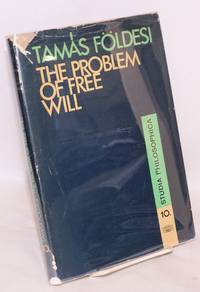 TAMÁS FÖLDESI
THE PROBLEM
OF FREE
WILL
STUDIA PHILOSOPHICA
10.